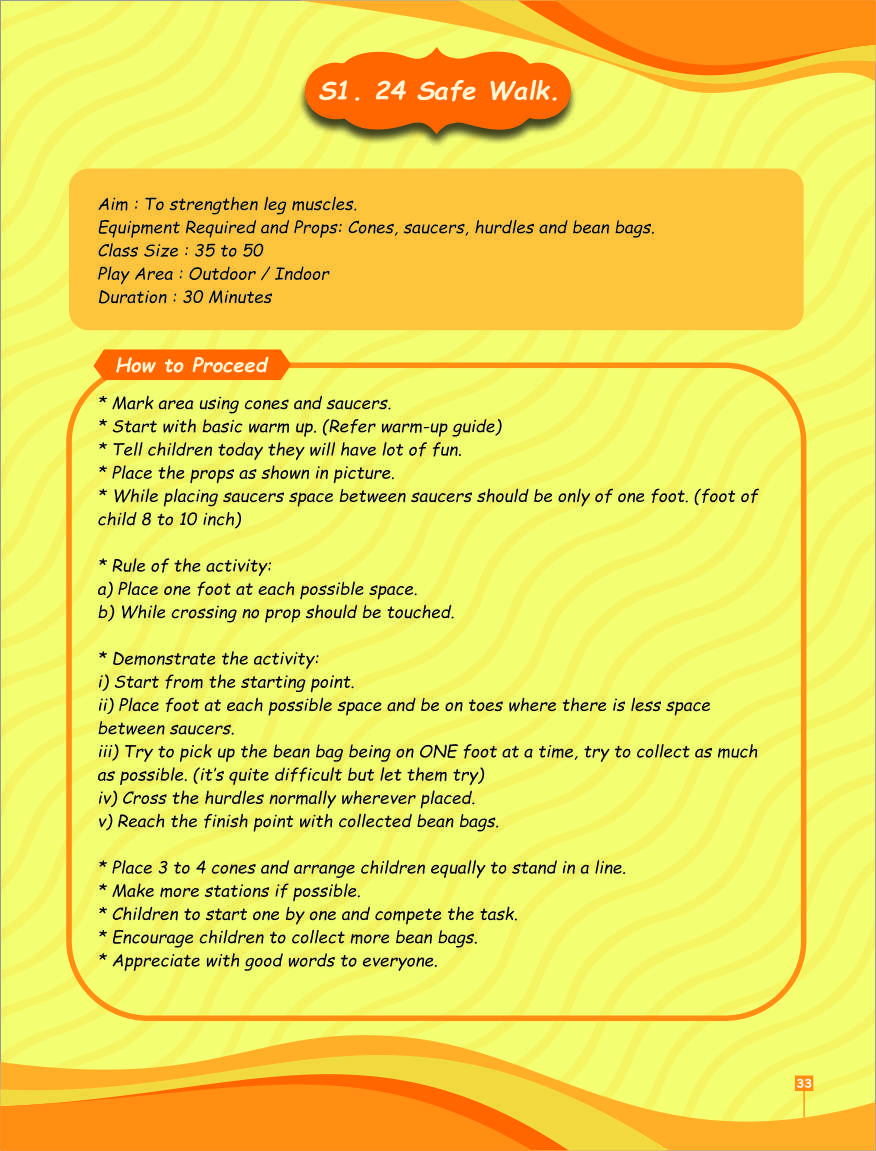 S1. 24 Safe Walk.
Aim : To strengthen leg muscles.
Equipment Required and Props: Cones, saucers, hurdles and bean bags.
Class Size : 35 to 50
Play Area : Outdoor / Indoor
Duration : 30 Minutes
How to Proceed
* Mark area using cones and saucers.
* Start with basic warm up. (Refer warm-up guide)
* Tell children today they will have lot of fun.
* Place the props as shown in picture.
* While placing saucers space between saucers should be only of one foot. (foot of
child 8 to 10 inch)
* Rule of the activity:
a) Place one foot at each possible space.
b) While crossing no prop should be touched.
* Demonstrate the activity:
i) Start from the starting point.
ii) Place foot at each possible space and be on toes where there is less space
between saucers.
iii) Try to pick up the bean bag being on ONE foot at a time, try to collect as much
as possible. (it's quite difficult but let them try)
iv) Cross the hurdles normally wherever placed.
v) Reach the finish point with collected bean bags.
* Place 3 to 4 cones and arrange children equally to stand in a line.
* Make more stations if possible.
* Children to start one by one and compete the task.
* Encourage children to collect more bean bags.
* Appreciate with good words to everyone.
33